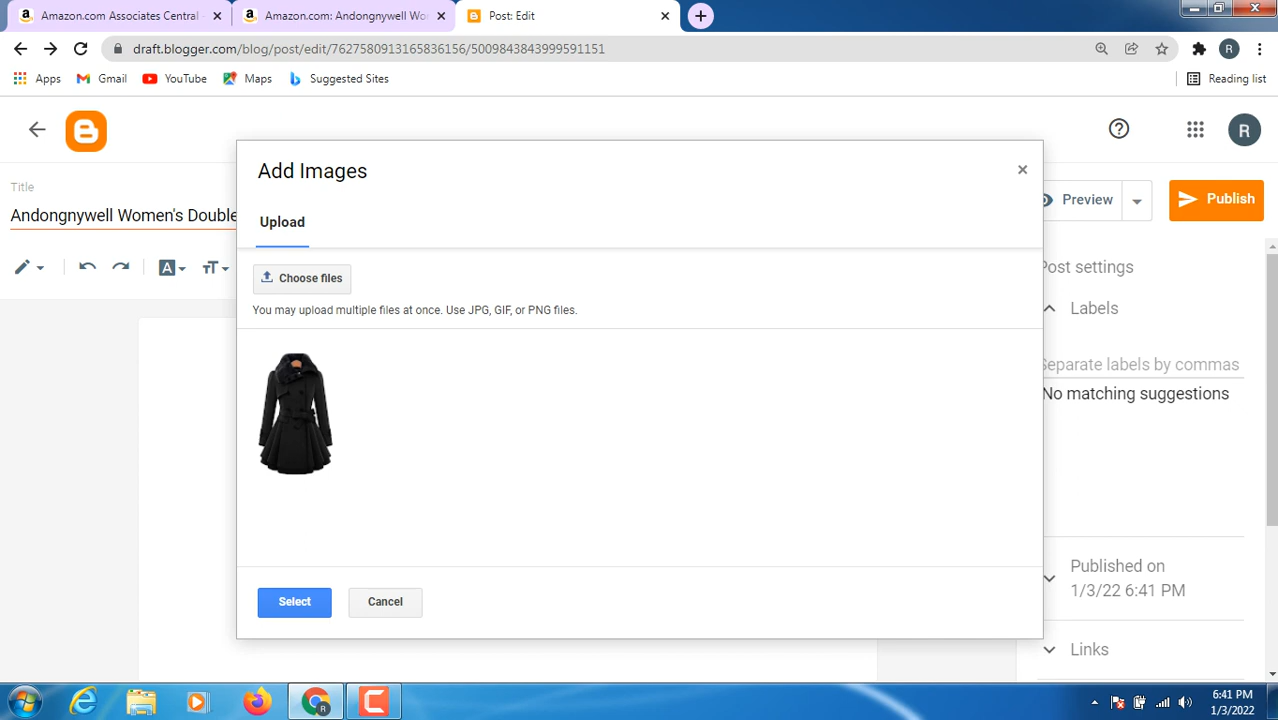 Amazon.com Associates Central -
Amazon.com: Andongnywell Wo
Post: Edit
draft.blogger.com/blog/post/edit/7627580913165836156/5009843843999591151
R
Apps
Gmail
YouTube
Maps
Suggested Sites
Reading list
R
Add Images
Title
Andongnywell Women's Double
Preview
Publish
Upload
Choose files
You may upload multiple files at once. Use JPG, GIF, or PNG files.
Post settings
Labels
Separate labels by commas
No matching suggestions
Published on
1/3/22 6:41 PM
Links
Select
Cancel
6:41 PM
1/3/2022